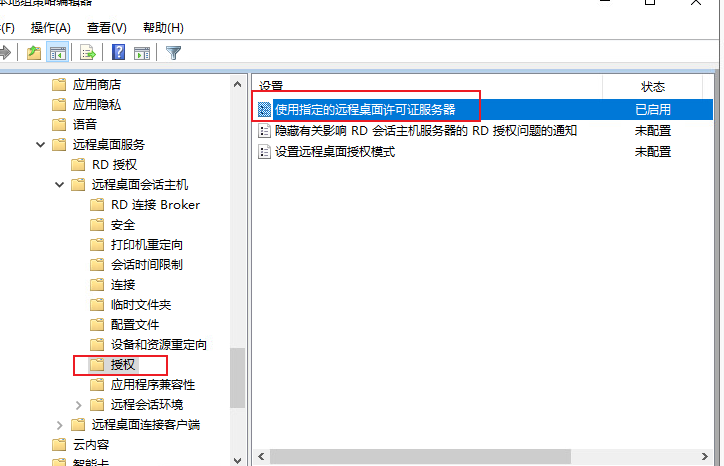 本地组策略编辑器
(F) 操作(A) 查看(V) 帮助(H)
应用商店
应用隐私
语音
远程桌面服务
RD 授权
远程桌面会话主机
RD 连接 Broker
安全
打印机重定向
会话时间限制
连接
临时文件夹
配置文件
设备和资源重定向
授权
应用程序兼容性
远程会话环境
远程桌面连接客户端
云内容
智能卡
设置 状态
使用指定的远程桌面许可证服务器 已启用
隐藏有关影响 RD 会话主机服务器的 RD 授权问题的通知 未配置
设置远程桌面授权模式 未配置